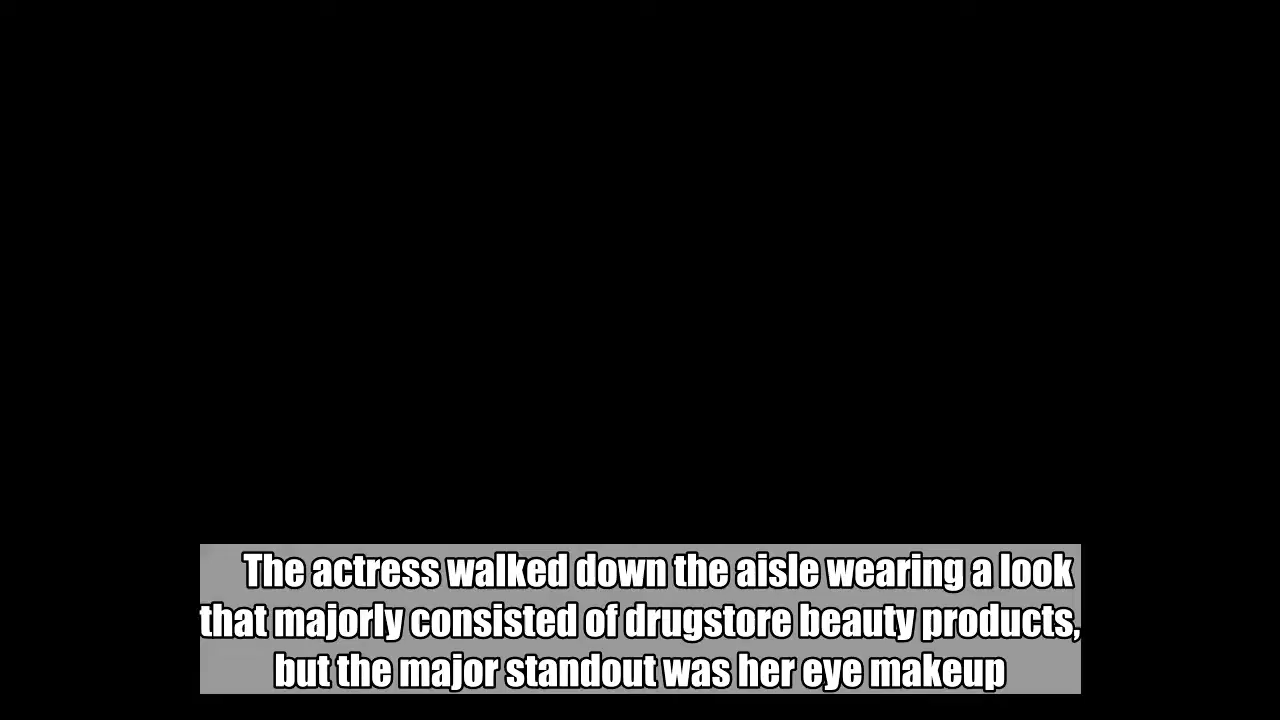 The actress walked down the aisle wearing a look
that majorly consisted of drugstore beauty products,
but the major standout was her eye makeup